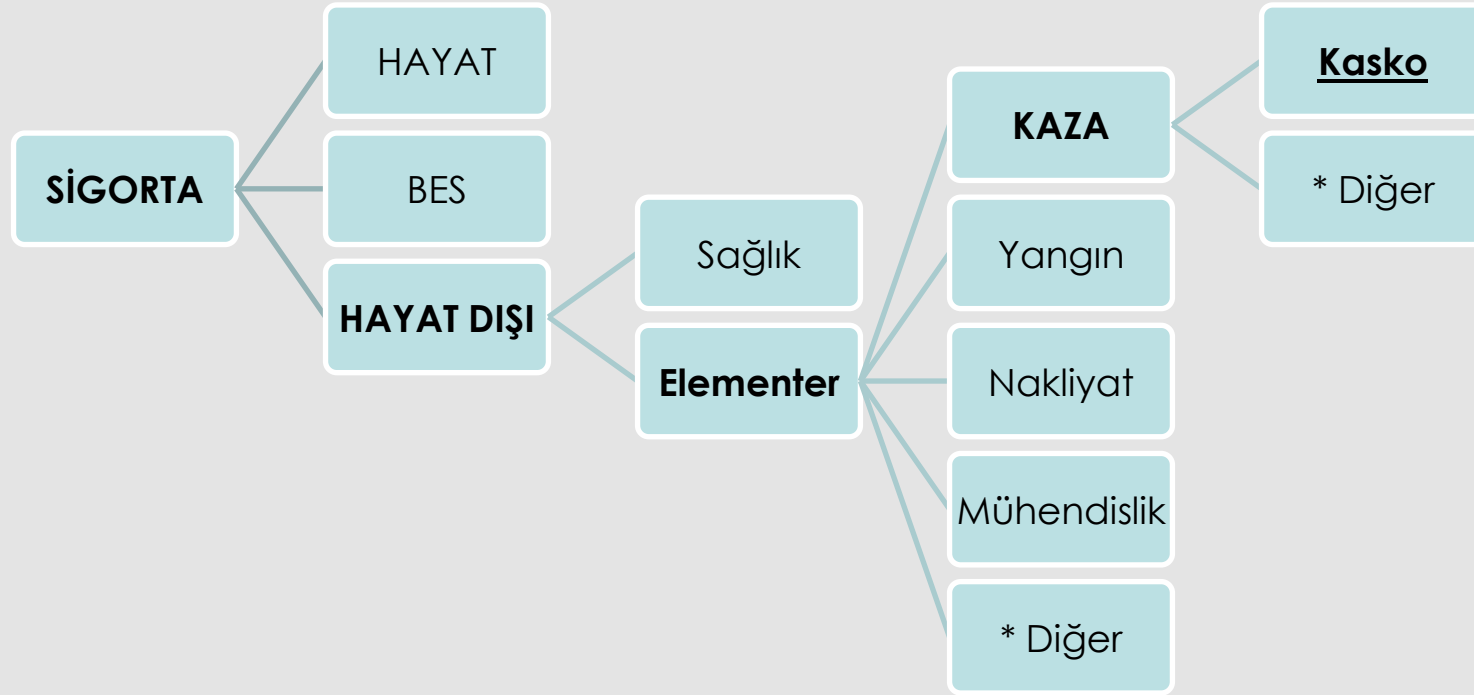 SİGORTA
HAYAT
BES
HAYAT DIŞI
Sağlık
Elementer
KAZA
Yangın
Nakliyat
Mühendislik
* Diğer
Kasko
* Diğer